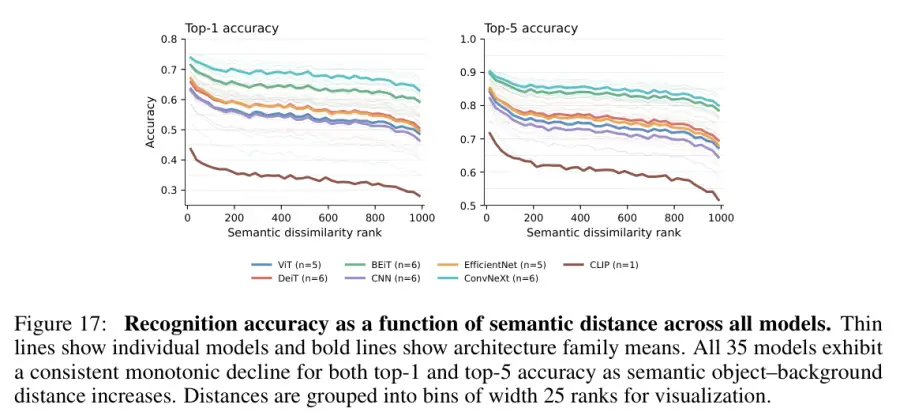 Top-1 accuracy
0.8
0.7
0.6
0.5
0.4
0.3
Accuracy
0 200 400 600 800 1000
Semantic dissimilarity rank
Top-5 accuracy
1.0
0.9
0.8
0.7
0.6
0.5
0 200 400 600 800 1000
Semantic dissimilarity rank
ViT (n=5) BEiT (n=6) EfficientNet (n=5) CLIP (n=1)
DeiT (n=6) CNN (n=6) ConvNeXt (n=6)
Figure 17: Recognition accuracy as a function of semantic distance across all models. Thin
lines show individual models and bold lines show architecture family means. All 35 models exhibit
a consistent monotonic decline for both top-1 and top-5 accuracy as semantic object–background
distance increases. Distances are grouped into bins of width 25 ranks for visualization.